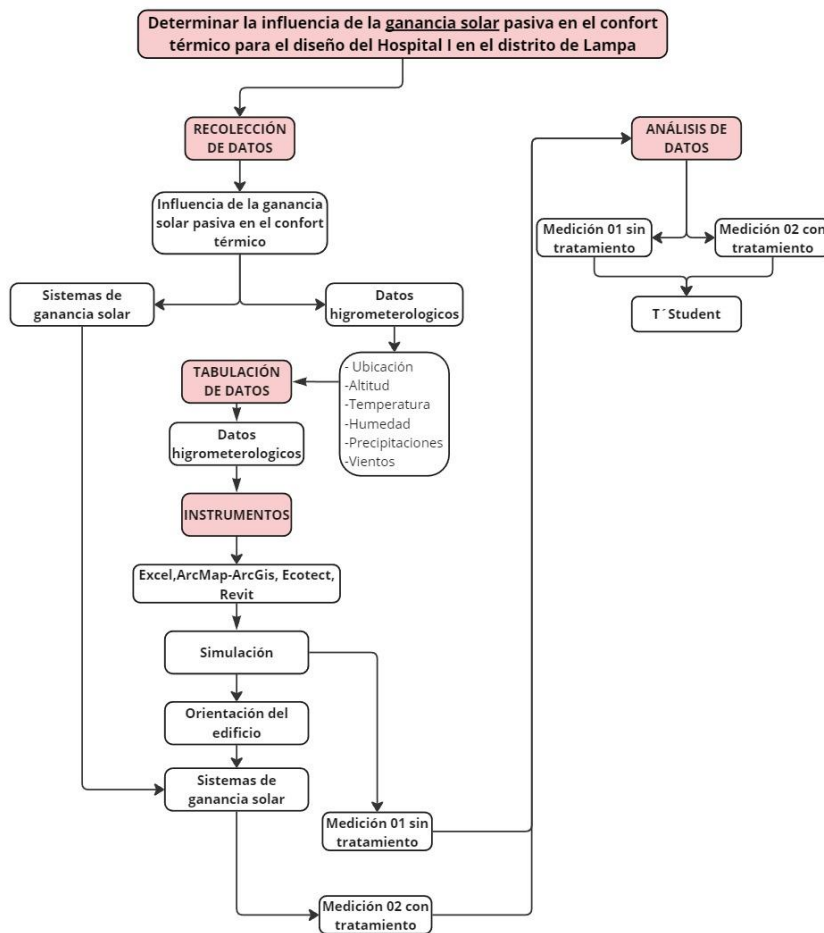 Determinar la influencia de la ganancia solar pasiva en el confort
térmico para el diseño del Hospital I en el distrito de Lampa
RECOLECCIÓN
DE DATOS
Influencia de la ganancia
solar pasiva en el confort
térmico
Sistemas de
ganancia solar
Datos
higrometerologicos
- Ubicación
-Altitud
-Temperatura
-Humedad
-Precipitaciones
-Vientos
TABULACIÓN
DE DATOS
Datos
higrometerologicos
INSTRUMENTOS
Excel,ArcMap-ArcGis, Ecotect,
Revit
Simulación
Orientación del
edificio
Sistemas de
ganancia solar
Medición 01 sin
tratamiento
Medición 02 con
tratamiento
ANÁLISIS DE
DATOS
Medición 01 sin
tratamiento
Medición 02 con
tratamiento
T´Student